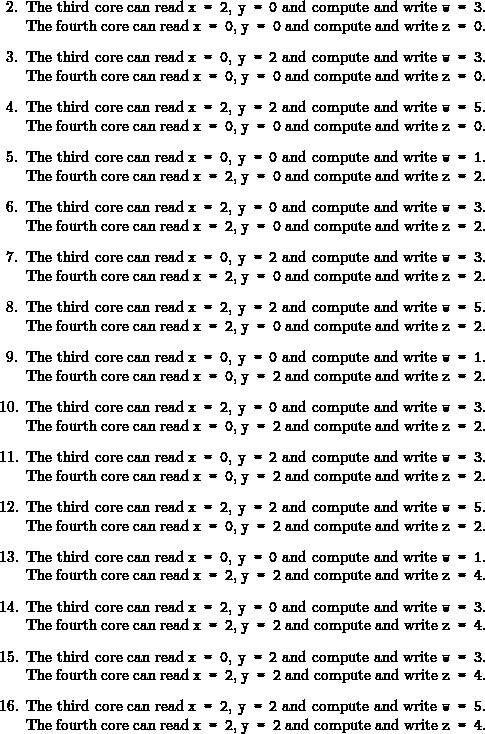 2. The third core can read x = 2, y = 0 and compute and write w = 3.
The fourth core can read x = 0, y = 0 and compute and write z = 0.
3. The third core can read x = 0, y = 2 and compute and write w = 3.
The fourth core can read x = 0, y = 0 and compute and write z = 0.
4. The third core can read x = 2, y = 2 and compute and write w = 5.
The fourth core can read x = 0, y = 0 and compute and write z = 0.
5. The third core can read x = 0, y = 0 and compute and write w = 1.
The fourth core can read x = 2, y = 0 and compute and write z = 2.
6. The third core can read x = 2, y = 0 and compute and write w = 3.
The fourth core can read x = 2, y = 0 and compute and write z = 2.
7. The third core can read x = 0, y = 2 and compute and write w = 3.
The fourth core can read x = 2, y = 0 and compute and write z = 2.
8. The third core can read x = 2, y = 2 and compute and write w = 5.
The fourth core can read x = 2, y = 0 and compute and write z = 2.
9. The third core can read x = 0, y = 0 and compute and write w = 1.
The fourth core can read x = 0, y = 2 and compute and write z = 2.
10. The third core can read x = 2, y = 0 and compute and write w = 3.
The fourth core can read x = 0, y = 2 and compute and write z = 2.
11. The third core can read x = 0, y = 2 and compute and write w = 3.
The fourth core can read x = 0, y = 2 and compute and write z = 2.
12. The third core can read x = 2, y = 2 and compute and write w = 5.
The fourth core can read x = 0, y = 2 and compute and write z = 2.
13. The third core can read x = 0, y = 0 and compute and write w = 1.
The fourth core can read x = 2, y = 2 and compute and write z = 4.
14. The third core can read x = 2, y = 0 and compute and write w = 3.
The fourth core can read x = 2, y = 2 and compute and write z = 4.
15. The third core can read x = 0, y = 2 and compute and write w = 3.
The fourth core can read x = 2, y = 2 and compute and write z = 4.
16. The third core can read x = 2, y = 2 and compute and write w = 5.
The fourth core can read x = 2, y = 2 and compute and write z = 4.